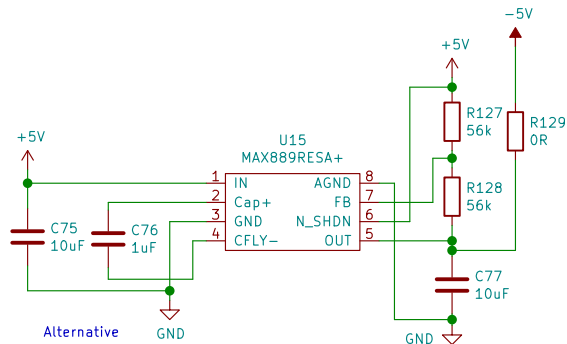 -5V
+5V
R127
56k
R129
0R
U15
MAX889RESA+
+5V
1 IN AGND 8
2 Cap+ FB 7
3 GND N_SHDN 6
4 CFLY- OUT 5
R128
56k
C75
10uF
C76
1uF
C77
10uF
Alternative
GND
GND